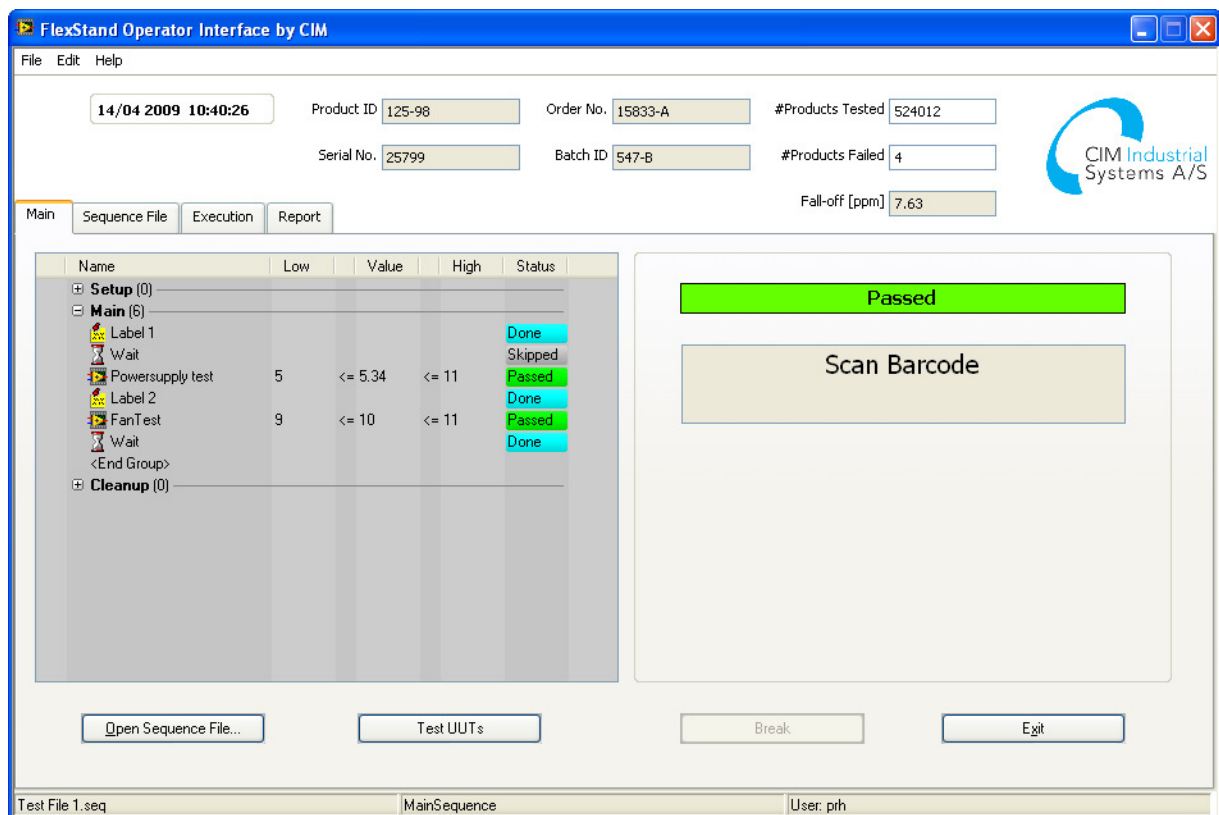 FlexStand Operator Interface by CIM
File Edit Help
14/04 2009 10:40:26 Product ID 125-98 Order No. 15833-A #Products Tested 524012
Serial No. 25799 Batch ID 547-B #Products Failed 4
CIM Industrial
Systems A/S
Fall-off [ppm] 7.63
Main Sequence File Execution Report
Name Low Value High Status
Setup (0)
Main (6)
Label 1 Done
Wait Skipped
Powersupply test 5 <= 5.34 <= 11 Passed
Label 2 Done
FanTest 9 <= 10 <= 11 Passed
Wait Done
<End Group>
Cleanup (0)
Passed
Scan Barcode
Open Sequence File... Test UUTs Break Exit
Test File 1.seq MainSequence User: prh